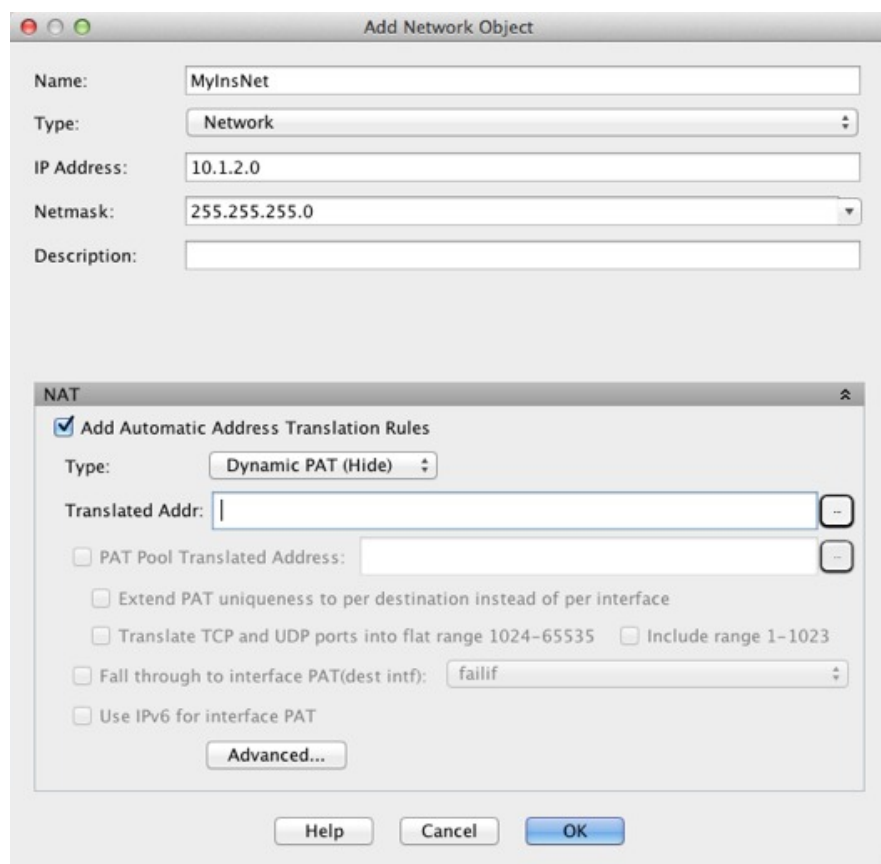 Add Network Object
Name: MyInsNet
Type: Network
IP Address: 10.1.2.0
Netmask: 255.255.255.0
Description:
NAT
Add Automatic Address Translation Rules
Type: Dynamic PAT (Hide)
Translated Addr:
PAT Pool Translated Address:
Extend PAT uniqueness to per destination instead of per interface
Translate TCP and UDP ports into flat range 1024-65535 Include range 1-1023
Fall through to interface PAT(dest intf): failif
Use IPv6 for interface PAT
Advanced...
Help Cancel OK